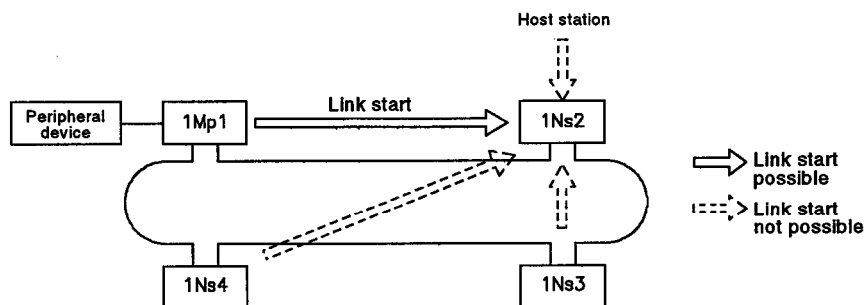 Host station
Link start
Peripheral
device
1Mp1
1Ns2
Link start
possible
Link start
not possible
1Ns4
1Ns3